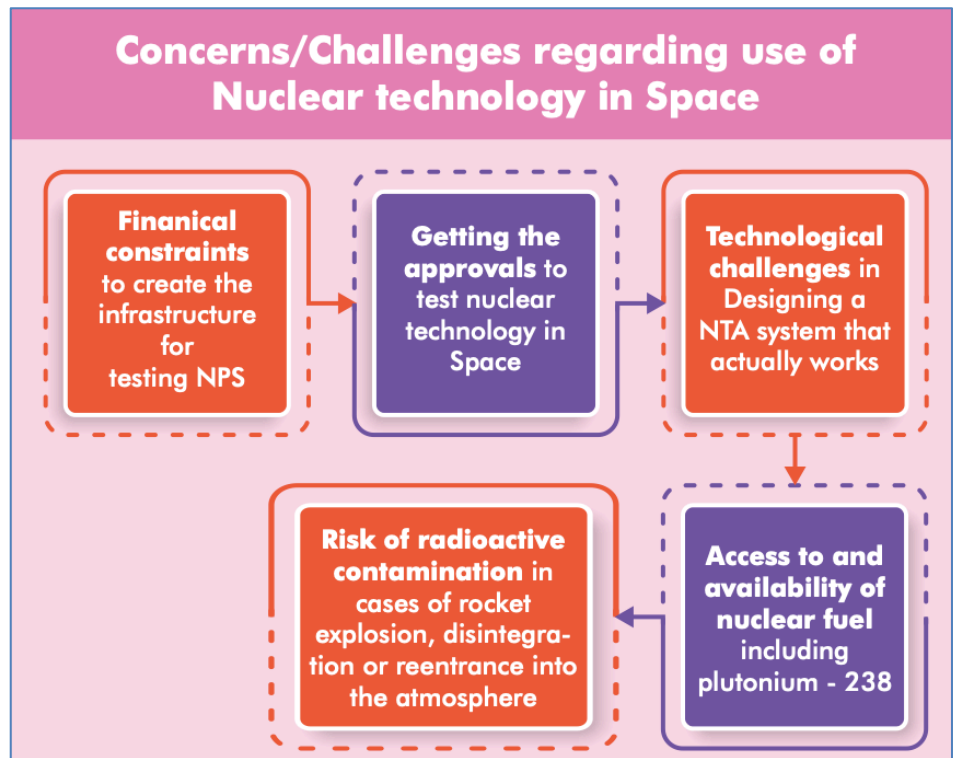 Concerns/Challenges regarding use of
Nuclear technology in Space
Finanical
constraints
to create the
infrastructure
for
testing NPS
Getting the
approvals to
test nuclear
technology in
Space
Technological
challenges in
Designing a
NTA system that
actually works
Access to and
availability of
nuclear fuel
including
plutonium - 238
Risk of radioactive
contamination in
cases of rocket
explosion, disintegra-
tion or reentrance into
the atmosphere